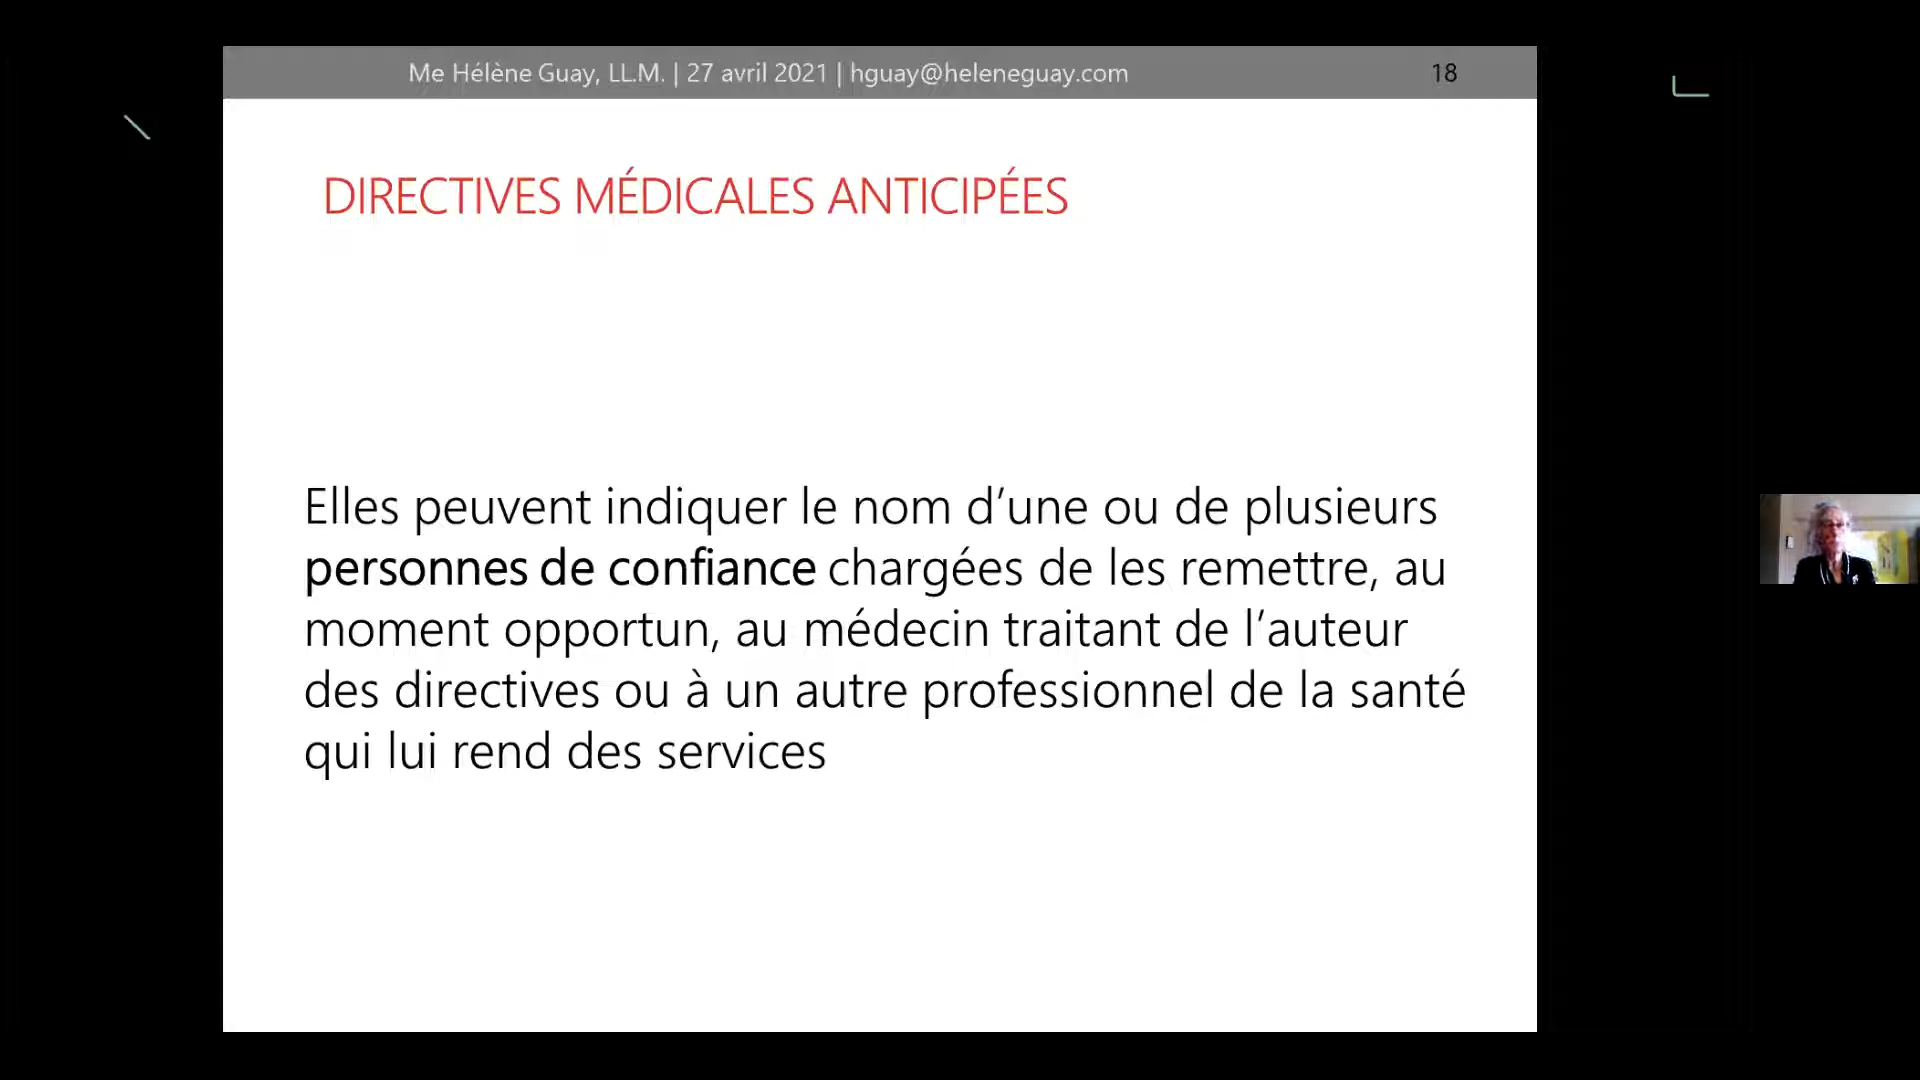 Me Hélène Guay, LL.M. | 27 avril 2021 | hguay@heleneguay.com 18
DIRECTIVES MÉDICALES ANTICIPÉES
Elles peuvent indiquer le nom d’une ou de plusieurs
personnes de confiance chargées de les remettre, au
moment opportun, au médecin traitant de l’auteur
des directives ou à un autre professionnel de la santé
qui lui rend des services